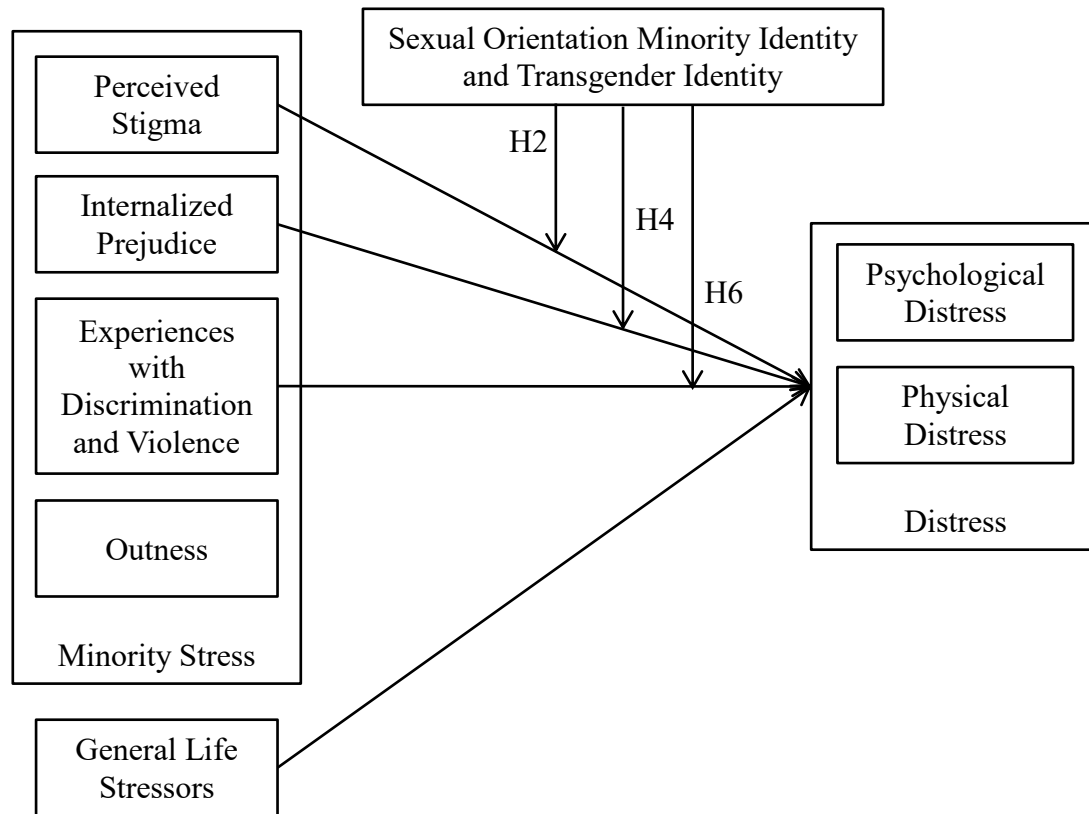 Sexual Orientation Minority Identity
and Transgender Identity
Perceived
Stigma
H2
Internalized
Prejudice
H4
Psychological
Distress
H6
Experiences
with
Discrimination
and Violence
Physical
Distress
Distress
Outness
Minority Stress
General Life
Stressors